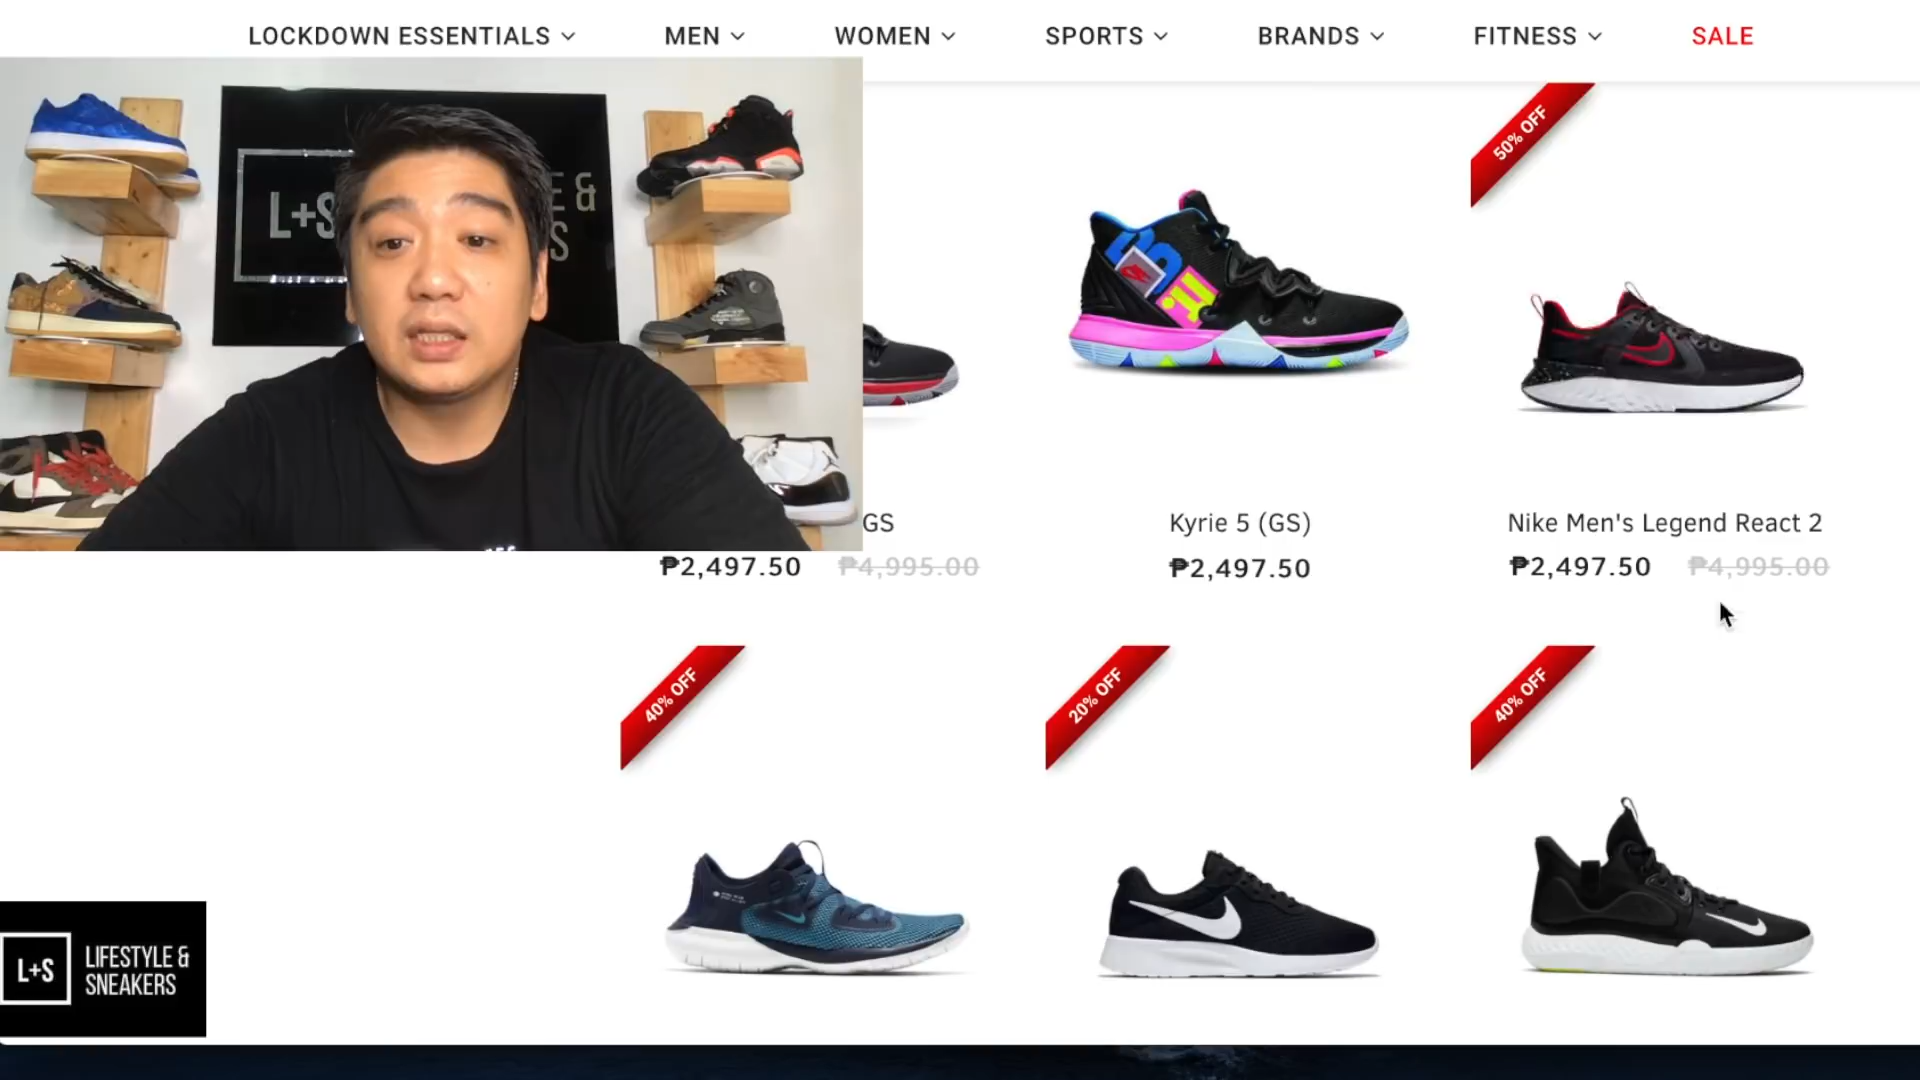 LOCKDOWN ESSENTIALS MEN WOMEN SPORTS BRANDS FITNESS SALE
50% OFF
L+S
E &
S
GS
Kyrie 5 (GS)
Nike Men's Legend React 2
₱2,497.50 ₱4,995.00
₱2,497.50
₱2,497.50 ₱4,995.00
40% OFF
20% OFF
40% OFF
L+S
LIFESTYLE &
SNEAKERS